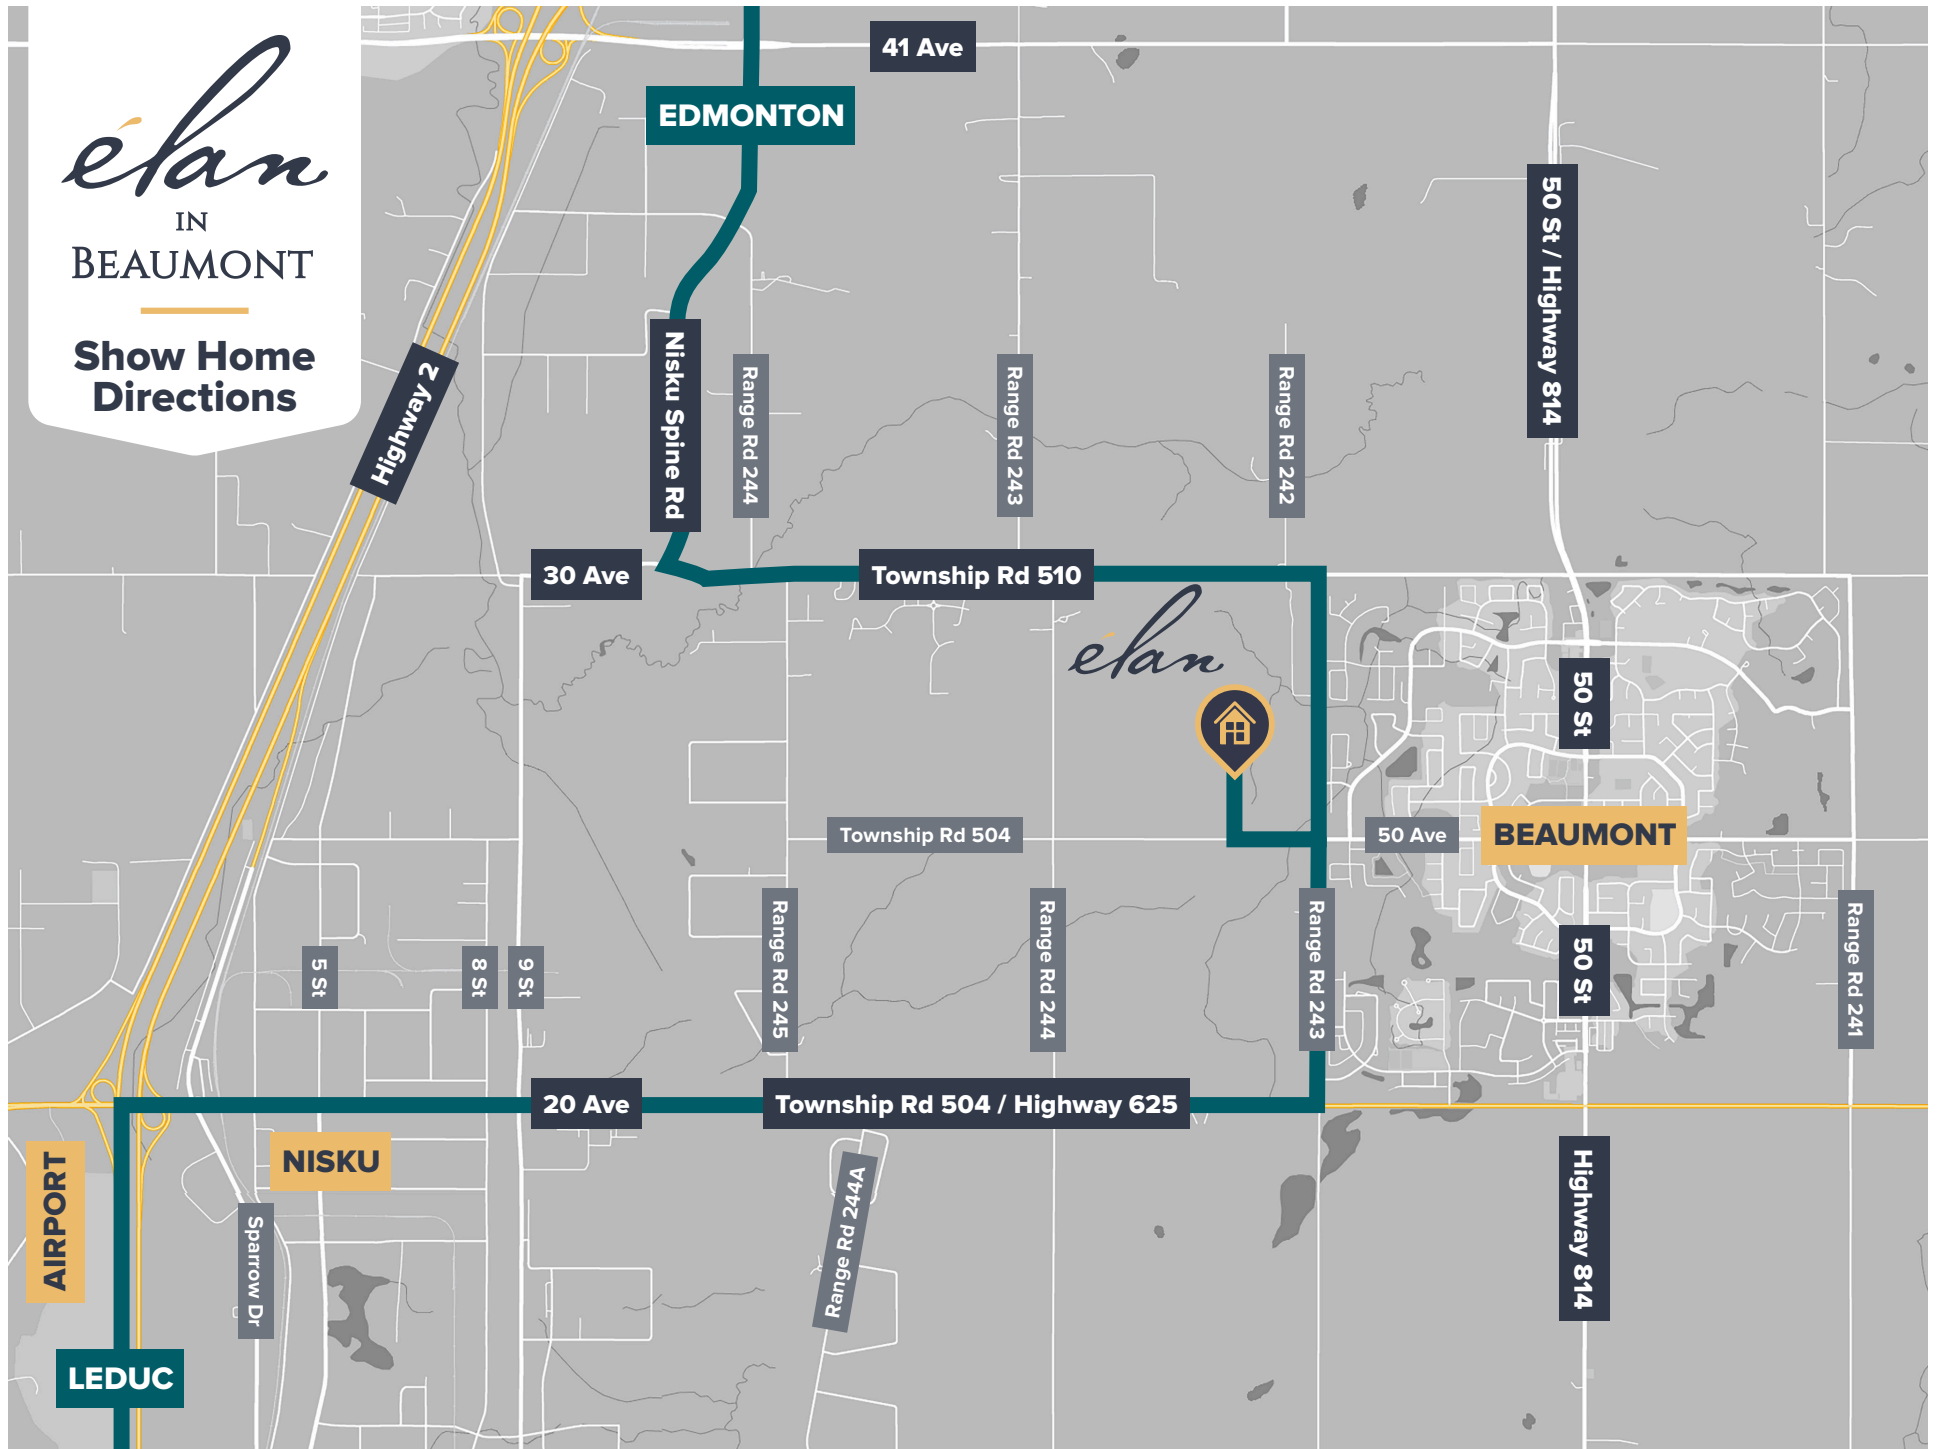 élan
IN
BEAUMONT
Show Home
Directions
41 Ave
EDMONTON
50 St / Highway 814
Highway 2
Nisku Spine Rd
Range Rd 244
Range Rd 243
Range Rd 242
30 Ave
Township Rd 510
élan
50 St
Township Rd 504
50 Ave
BEAUMONT
5 St
8 St
9 St
Range Rd 245
Range Rd 244
Range Rd 243
50 St
Range Rd 241
20 Ave
Township Rd 504 / Highway 625
AIRPORT
NISKU
Sparrow Dr
Range Rd 244A
Highway 814
LEDUC